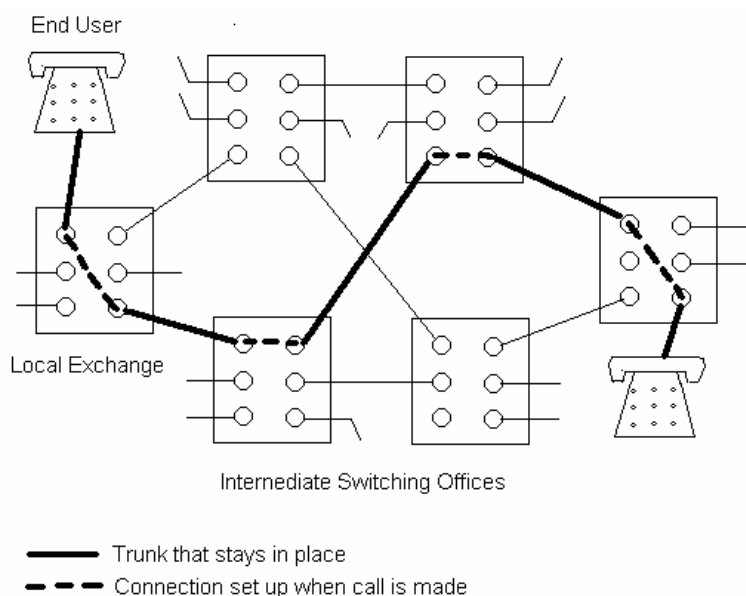 End User
Local Exchange
Internediate Switching Offices
Trunk that stays in place
Connection set up when call is made